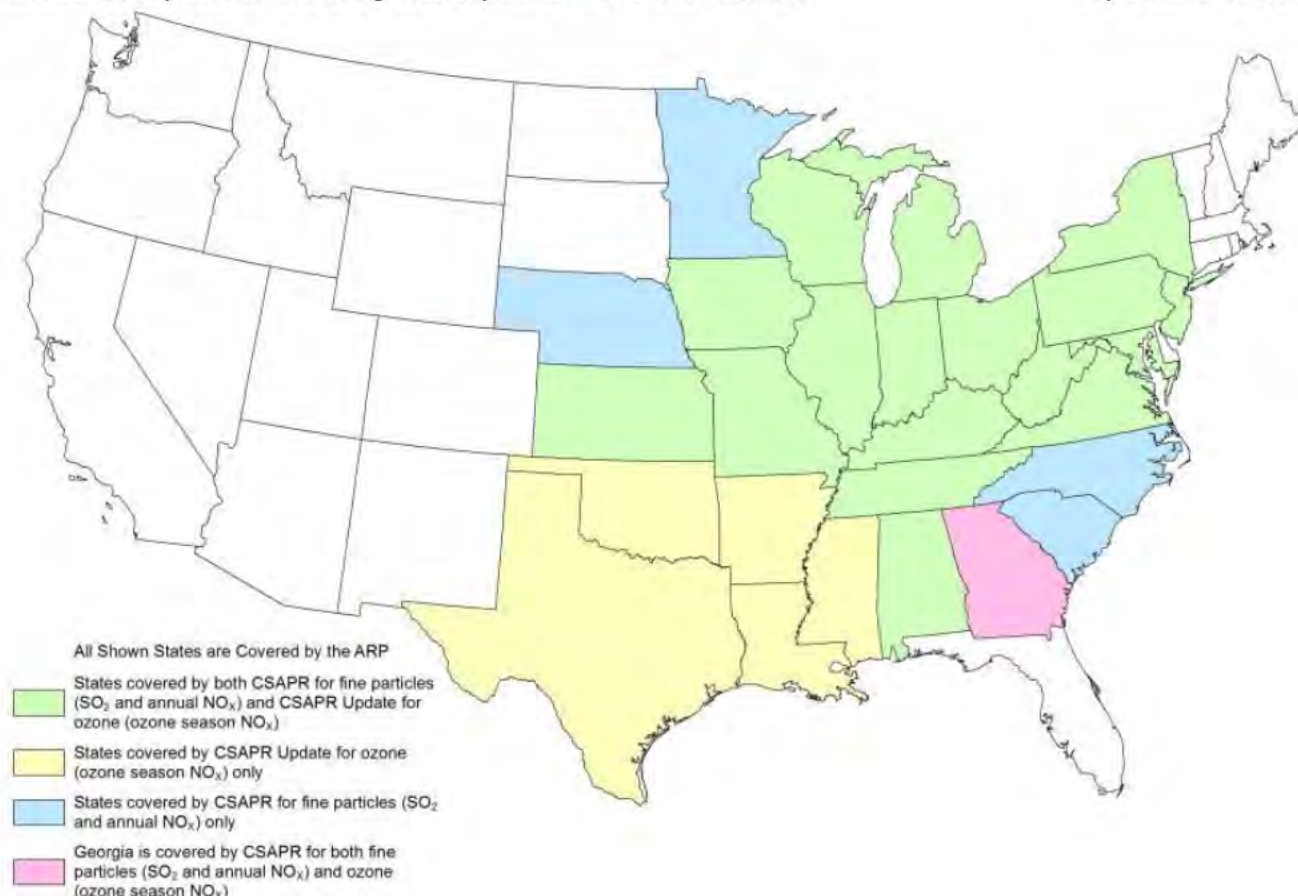 All Shown States are Covered by the ARP
States covered by both CSAPR for fine particles
(SO₂ and annual NOₓ) and CSAPR Update for
ozone (ozone season NOₓ)
States covered by CSAPR Update for ozone
(ozone season NOₓ) only
States covered by CSAPR for fine particles (SO₂
and annual NOₓ) only
Georgia is covered by CSAPR for both fine
particles (SO₂ and annual NOₓ) and ozone
(ozone season NOₓ)